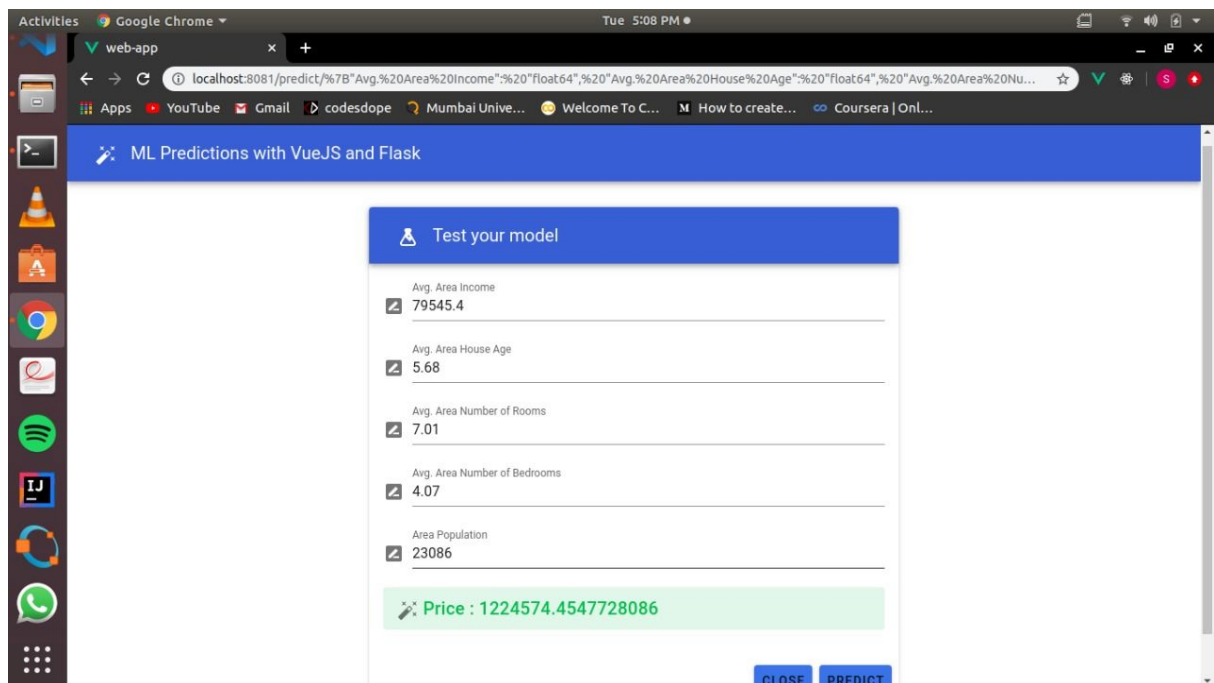 Activities Google Chrome Tue 5:08 PM
web-app
localhost:8081/predict/%7B"Avg.%20Area%20Income":%20"float64",%20"Avg.%20Area%20House%20Age":%20"float64",%20"Avg.%20Area%20Nu...
Apps YouTube Gmail codesdope Mumbai Unive... Welcome To C... How to create... Coursera | Onl...
ML Predictions with VueJS and Flask
Test your model
Avg. Area Income
79545.4
Avg. Area House Age
5.68
Avg. Area Number of Rooms
7.01
Avg. Area Number of Bedrooms
4.07
Area Population
23086
Price : 1224574.4547728086
CLOSE PREDICT